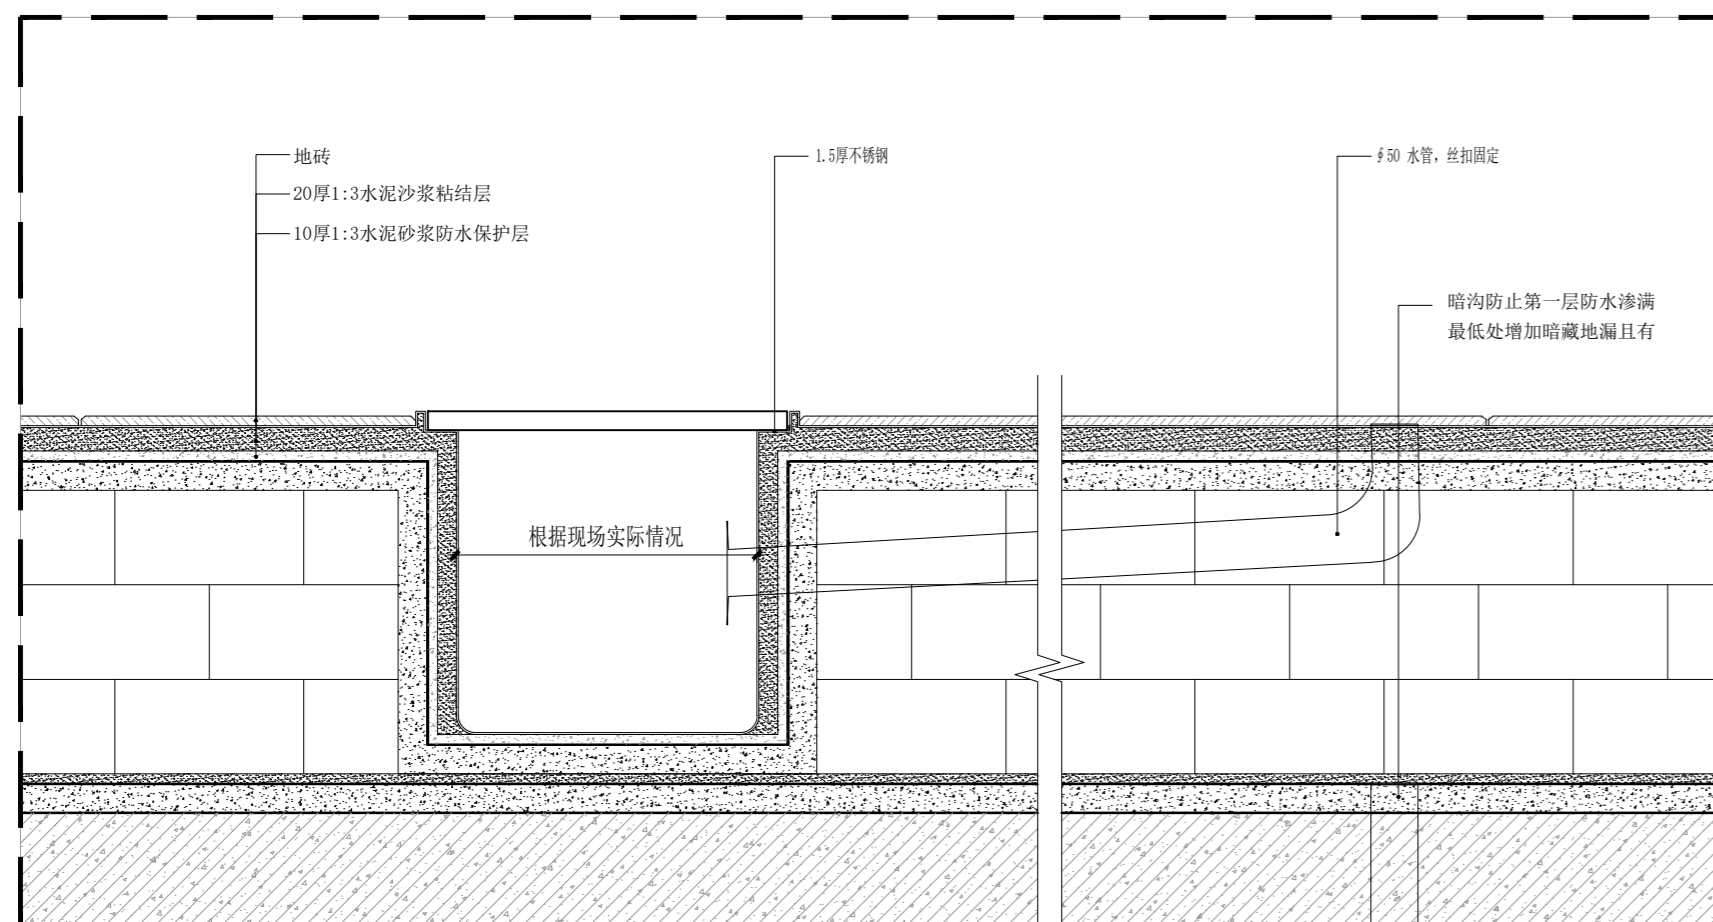 地砖
20厚1:3水泥沙浆粘结层
10厚1:3水泥砂浆防水保护层
1.5厚不锈钢
∮50 水管，丝扣固定
暗沟防止第一层防水渗满
最低处增加暗藏地漏且有
根据现场实际情况